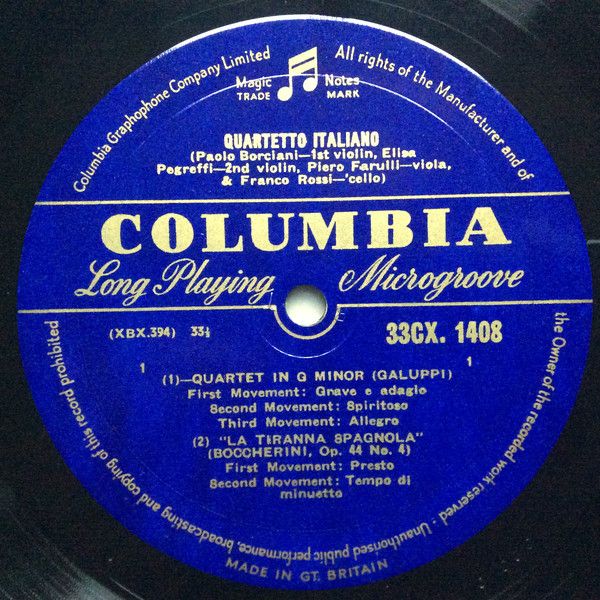 Columbia Graphophone Company Limited
All rights of the Manufacturer and of
the Owner of the recorded work reserved · Unauthorised public performance, broadcasting and copying of this record prohibited
Magic Notes
TRADE MARK
QUARTETTO ITALIANO
(Paolo Borciani—1st violin, Elisa
Pegreffi—2nd violin, Piero Farulli—viola,
& Franco Rossi—'cello)
COLUMBIA
Long Playing Microgroove
(XBX.394) 33⅓ 33CX. 1408
1 1
(1)—QUARTET IN G MINOR (GALUPPI)
First Movement: Grave e adagio
Second Movement: Spiritoso
Third Movement: Allegro
(2) "LA TIRANNA SPAGNOLA"
(BOCCHERINI, Op. 44 No. 4)
First Movement: Presto
Second Movement: Tempo di
minuetto
MADE IN GT. BRITAIN